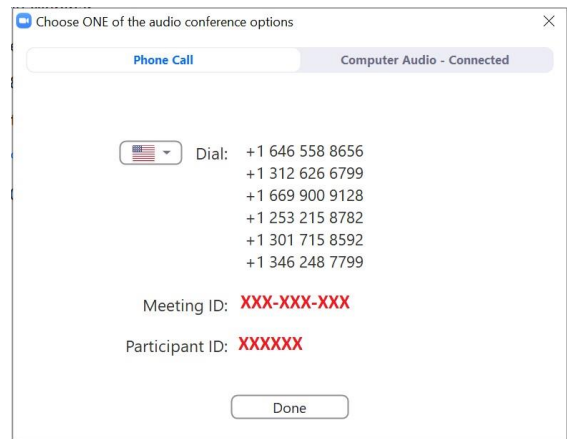 Choose ONE of the audio conference options
Phone Call
Computer Audio - Connected
Dial: +1 646 558 8656
+1 312 626 6799
+1 669 900 9128
+1 253 215 8782
+1 301 715 8592
+1 346 248 7799
Meeting ID: XXX-XXX-XXX
Participant ID: XXXXXX
Done